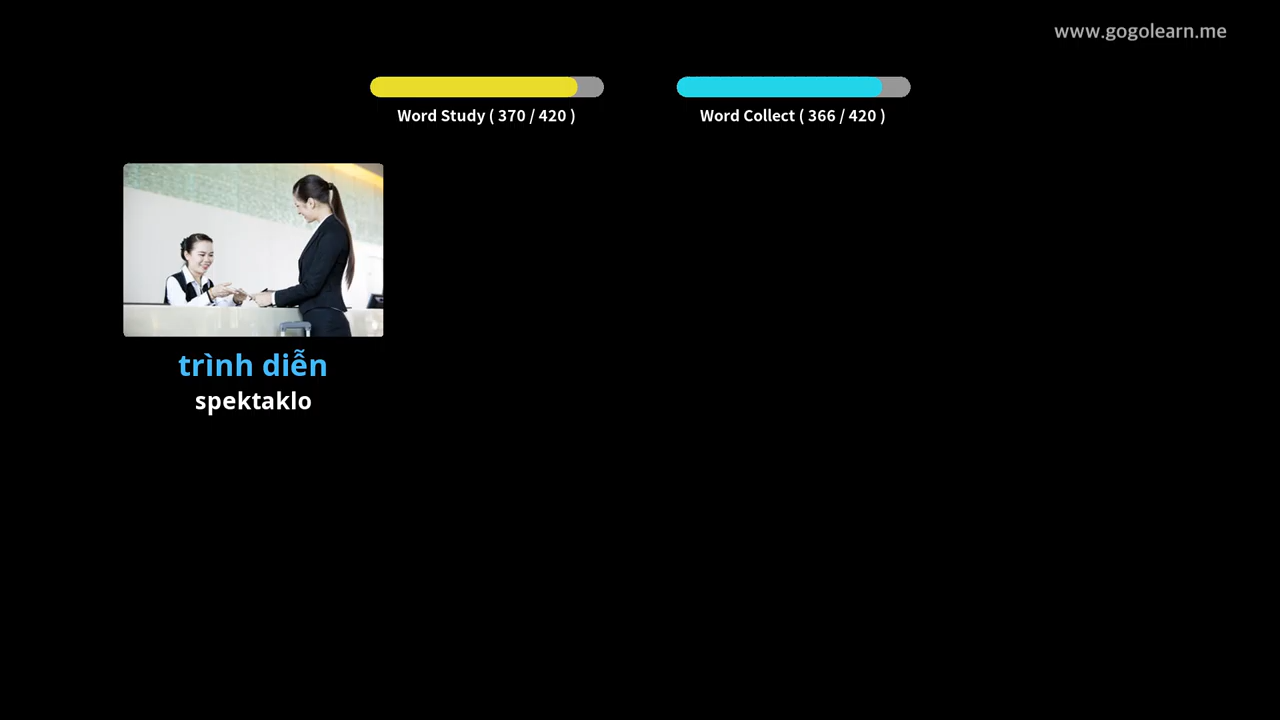 www.gogolearn.me
Word Study ( 370 / 420 )
Word Collect ( 366 / 420 )
trình diễn
spektaklo